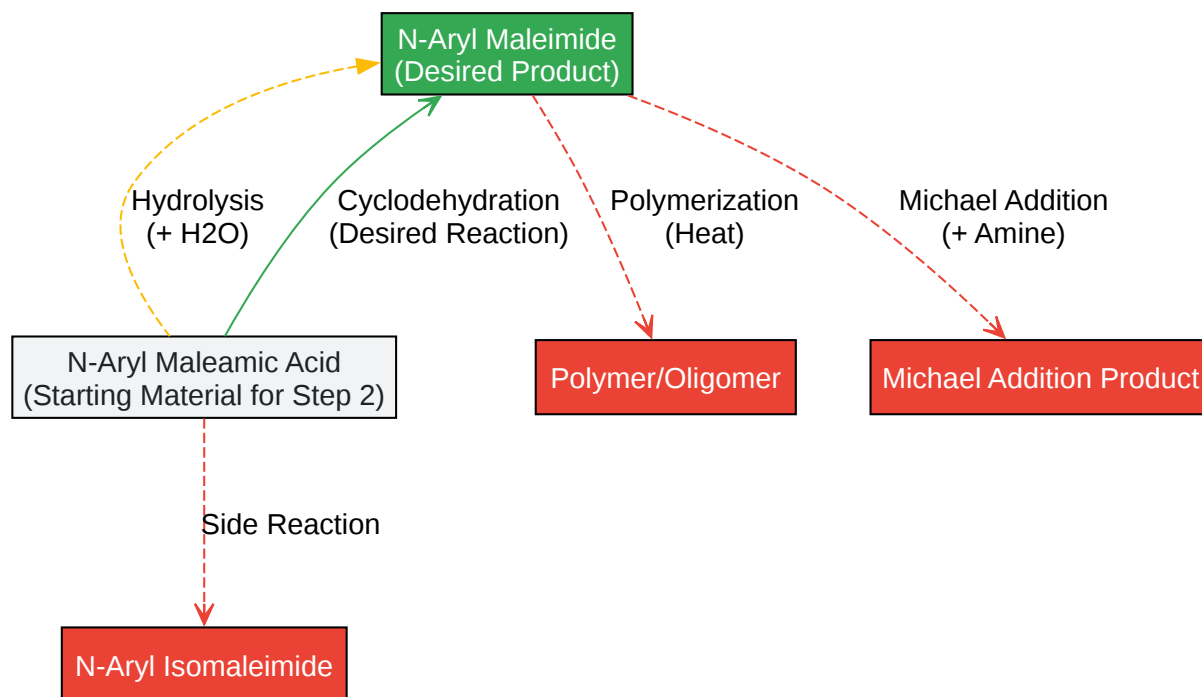 N-Aryl Maleimide
(Desired Product)
Hydrolysis
(+ H2O)
Cyclodehydration
(Desired Reaction)
Polymerization
(Heat)
Michael Addition
(+ Amine)
N-Aryl Maleamic Acid
(Starting Material for Step 2)
Polymer/Oligomer
Michael Addition Product
Side Reaction
N-Aryl Isomaleimide